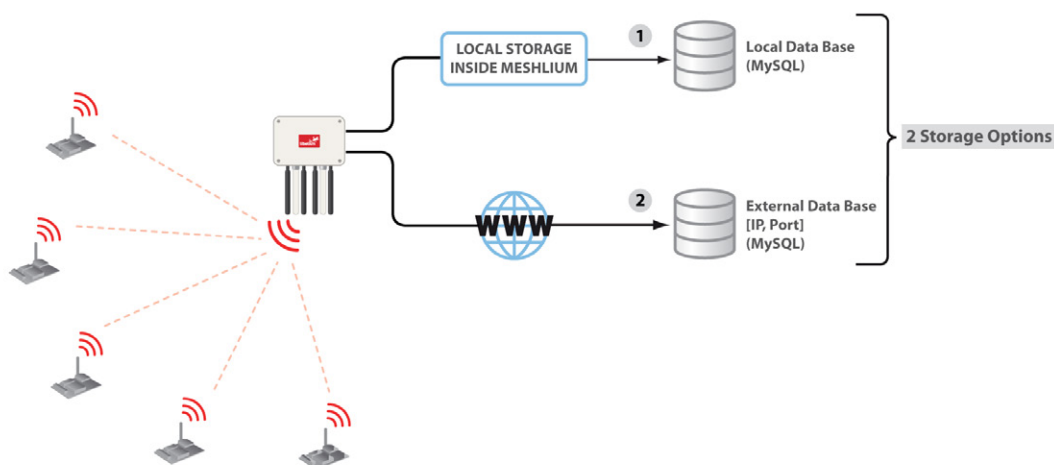 LOCAL STORAGE
INSIDE MESHLIUM
1
Local Data Base
(MySQL)
2 Storage Options
WWW
2
External Data Base
[IP, Port]
(MySQL)